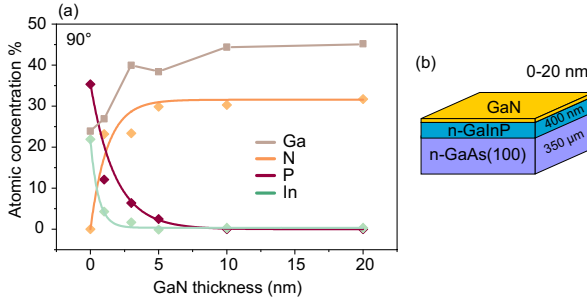 (a)
90°
Atomic concentration %
50
40
30
20
10
0
Ga
N
P
In
0
5
10
15
20
GaN thickness (nm)
(b)
0-20 nm
GaN
n-GaInP
400 nm
n-GaAs(100)
350 μm